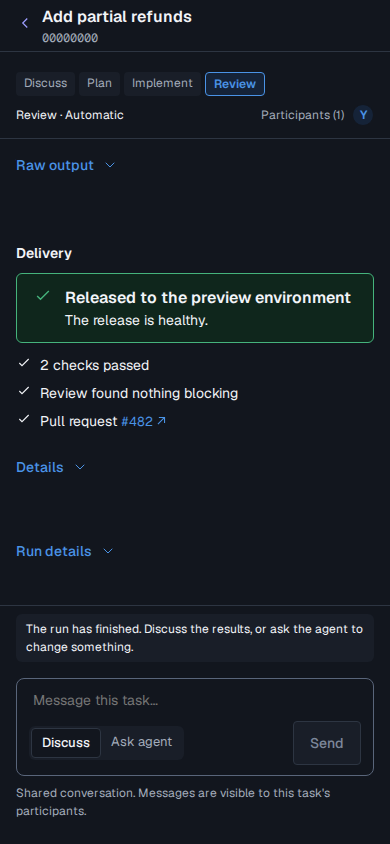 Add partial refunds
00000000
Discuss Plan Implement Review
Review · Automatic Participants (1) Y
Raw output
Delivery
Released to the preview environment
The release is healthy.
2 checks passed
Review found nothing blocking
Pull request #482 ↗
Details
Run details
The run has finished. Discuss the results, or ask the agent to
change something.
Message this task...
Discuss Ask agent Send
Shared conversation. Messages are visible to this task's
participants.